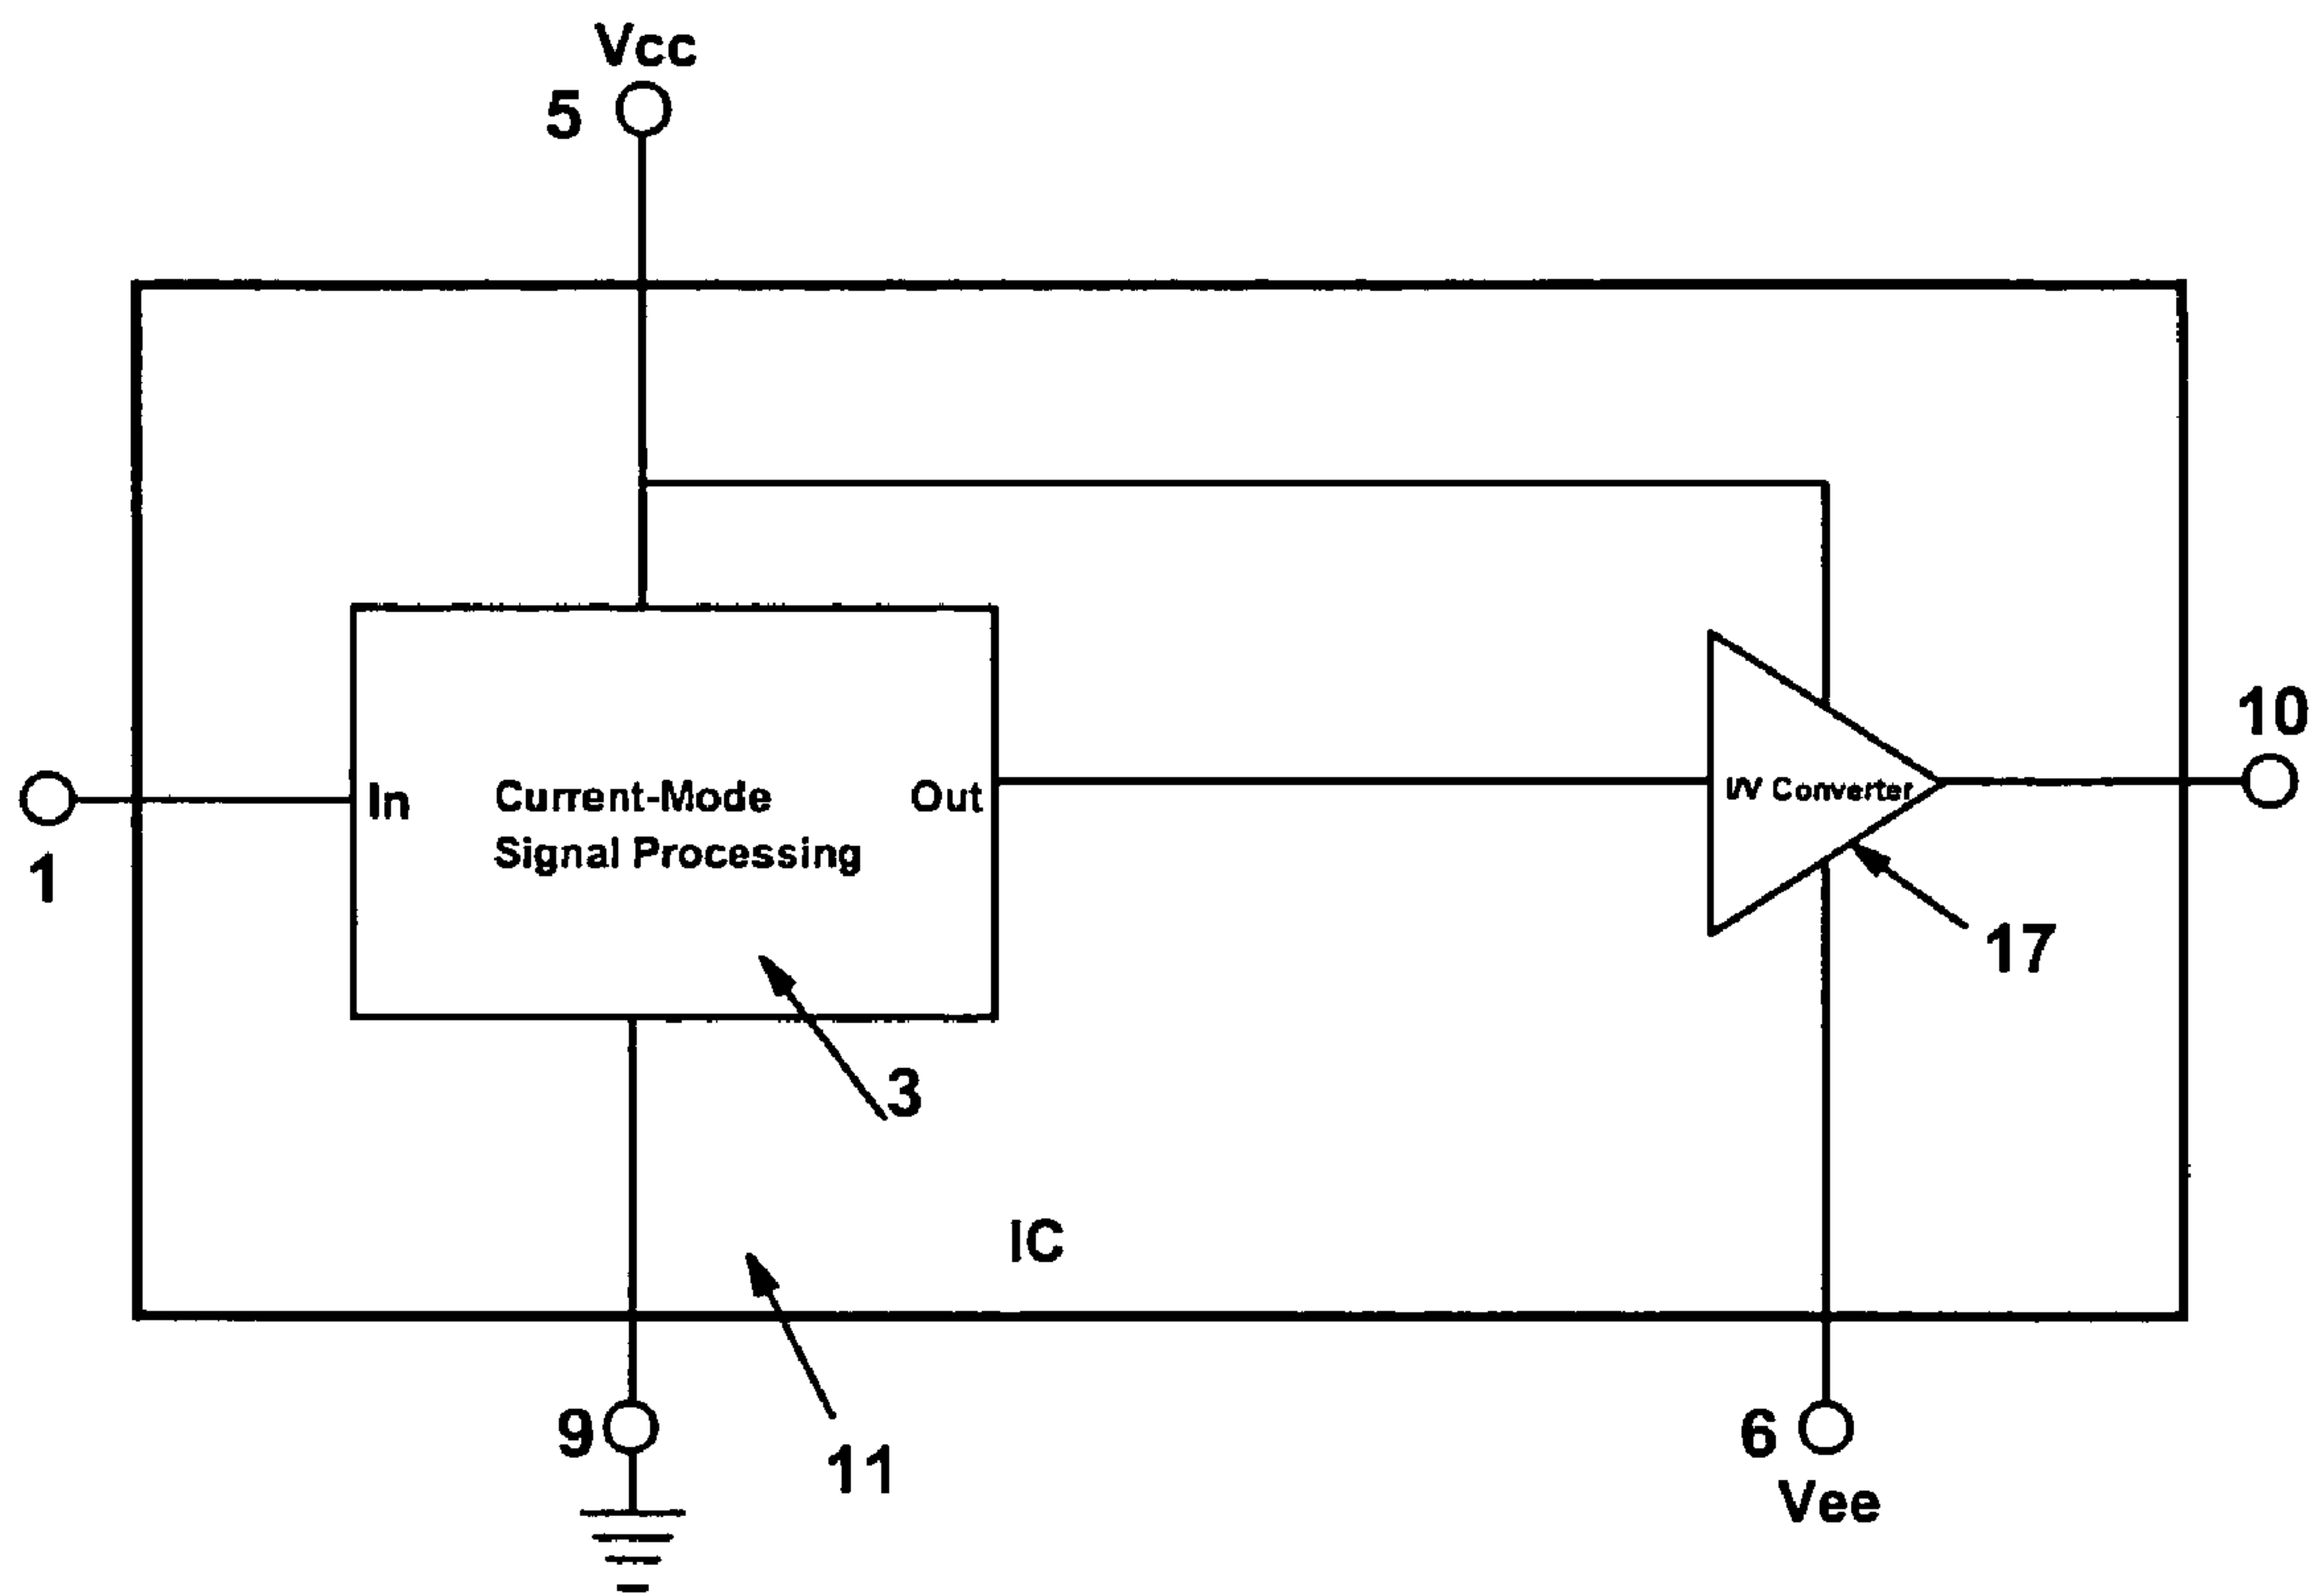 Vcc
5
10
In
Current-Mode
Signal Processing
Out
I/V Converter
1
17
3
IC
9
11
6
Vee